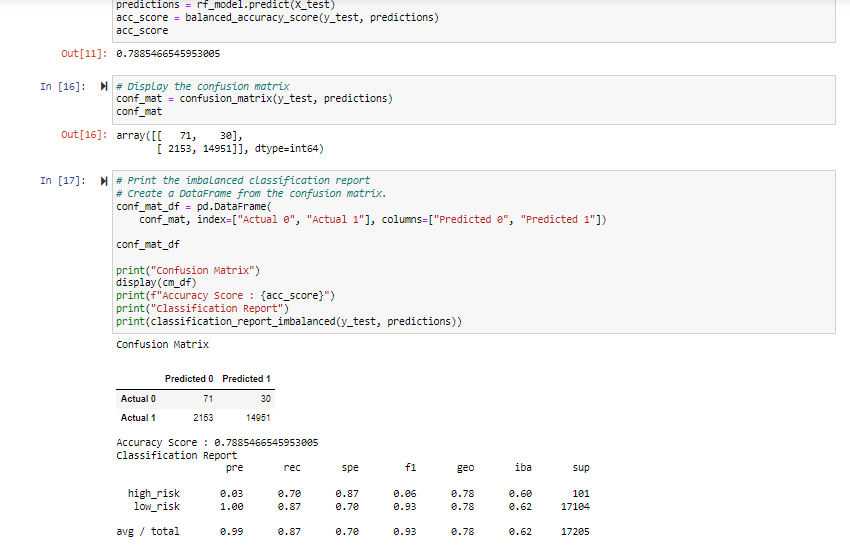 predictions = rf_model.predict(X_test)
acc_score = balanced_accuracy_score(y_test, predictions)
acc_score
Out[11]: 0.7885466545953005
In [16]: # Display the confusion matrix
conf_mat = confusion_matrix(y_test, predictions)
conf_mat
Out[16]: array([[ 71, 30],
[ 2153, 14951]], dtype=int64)
In [17]: # Print the imbalanced classification report
# Create a DataFrame from the confusion matrix.
conf_mat_df = pd.DataFrame(
conf_mat, index=["Actual 0", "Actual 1"], columns=["Predicted 0", "Predicted 1"])
conf_mat_df
print("Confusion Matrix")
display(cm_df)
print(f"Accuracy Score : {acc_score}")
print("Classification Report")
print(classification_report_imbalanced(y_test, predictions))
Confusion Matrix
Predicted 0 Predicted 1
Actual 0 71 30
Actual 1 2153 14951
Accuracy Score : 0.7885466545953005
Classification Report
pre rec spe f1 geo iba sup
high_risk 0.03 0.70 0.87 0.06 0.78 0.60 101
low_risk 1.00 0.87 0.70 0.93 0.78 0.62 17104
avg / total 0.99 0.87 0.70 0.93 0.78 0.62 17205